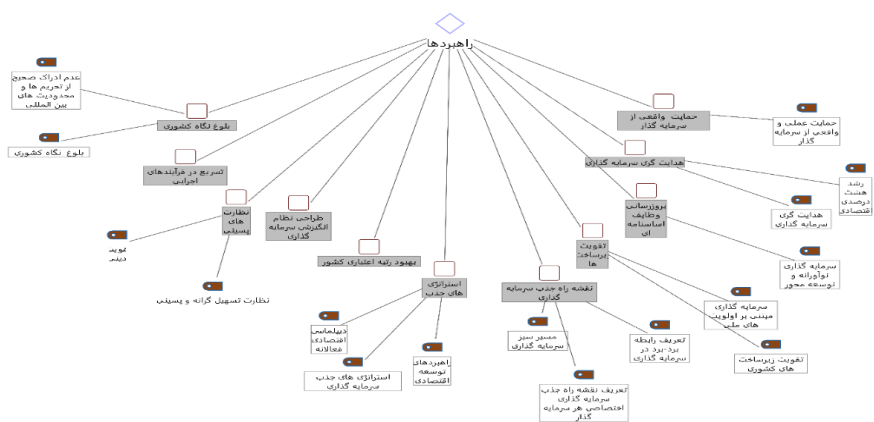 راهبردها
عدم ادراک صحیح
از تحریم ها و
محدودیت های
بین المللی
بلوغ نگاه کشوری
بلوغ نگاه کشوری
تسریع در فرآیندهای
اجرایی
نظارت
های
پسینی
دینی
نظارت تسهیل گرانه و پسینی
طراحی نظام
انگیزشی سرمایه
گذاری
بهبود رتبه اعتباری کشور
استراتژی
های جذب
دیپلماسی
اقتصادی
فعالانه
استراتژی های جذب
سرمایه گذاری
راهبردهای
توسعه
اقتصادی
نقشه راه جذب سرمایه
گذاری
مسیر سبز
سرمایه گذاری
تعریف نقشه راه جذب
سرمایه گذاری
اختصاصی هر سرمایه
گذار
تعریف رابطه
برد-برد در
سرمایه گذاری
تقویت
زیرساخت
ها
سرمایه گذاری
مبتنی بر اولویت
های ملی
تقویت زیرساخت
های کشوری
بروزرسانی
وظایف
اساسنامه
ای
سرمایه گذاری
نوآورانه و
توسعه محور
هدایت گری سرمایه گذاری
هدایت گری
سرمایه گذاری
رشد
هشت
درصدی
اقتصادی
حمایت واقعی از
سرمایه گذار
حمایت عملی و
واقعی از سرمایه
گذار